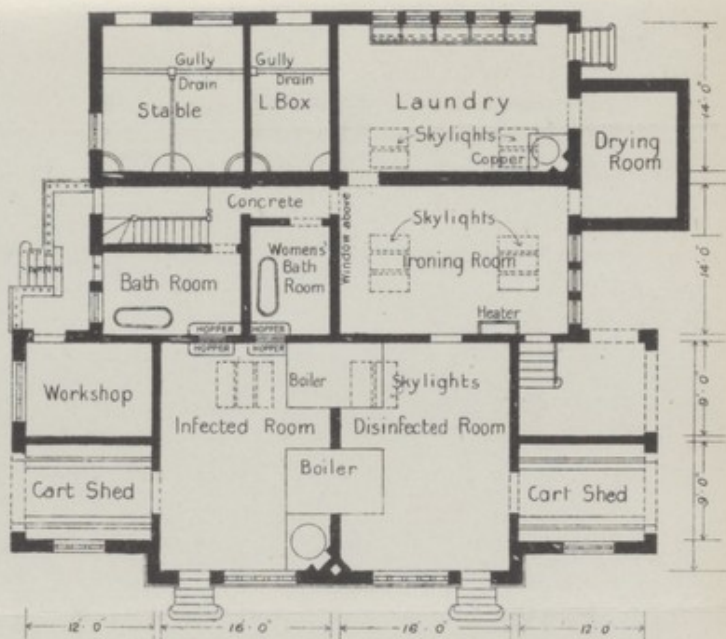 Gully
Drain
Stable
Gully
Drain
L. Box
Laundry
Skylights
Copper
Drying
Room
14'. 0"
Concrete
Window above
Skylights
Ironing Room
Heater
14'. 0"
Bath Room
Womens'
Bath
Room
HOPPER
HOPPER
HOPPER
HOPPER
Workshop
Boiler
Skylights
Infected Room
Disinfected Room
9'. 0"
Boiler
Cart Shed
Cart Shed
9'. 0"
12'. 0"
16'. 0"
16'. 0"
12'. 0"